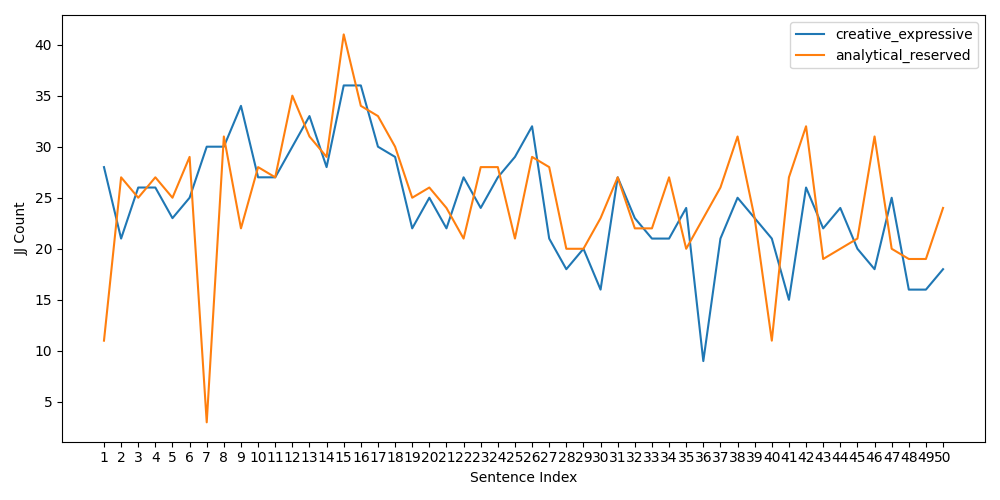 creative_expressive
analytical_reserved
40
35
30
25
20
15
10
5
JJ Count
1 2 3 4 5 6 7 8 9 10 11 12 13 14 15 16 17 18 19 20 21 22 23 24 25 26 27 28 29 30 31 32 33 34 35 36 37 38 39 40 41 42 43 44 45 46 47 48 49 50
Sentence Index